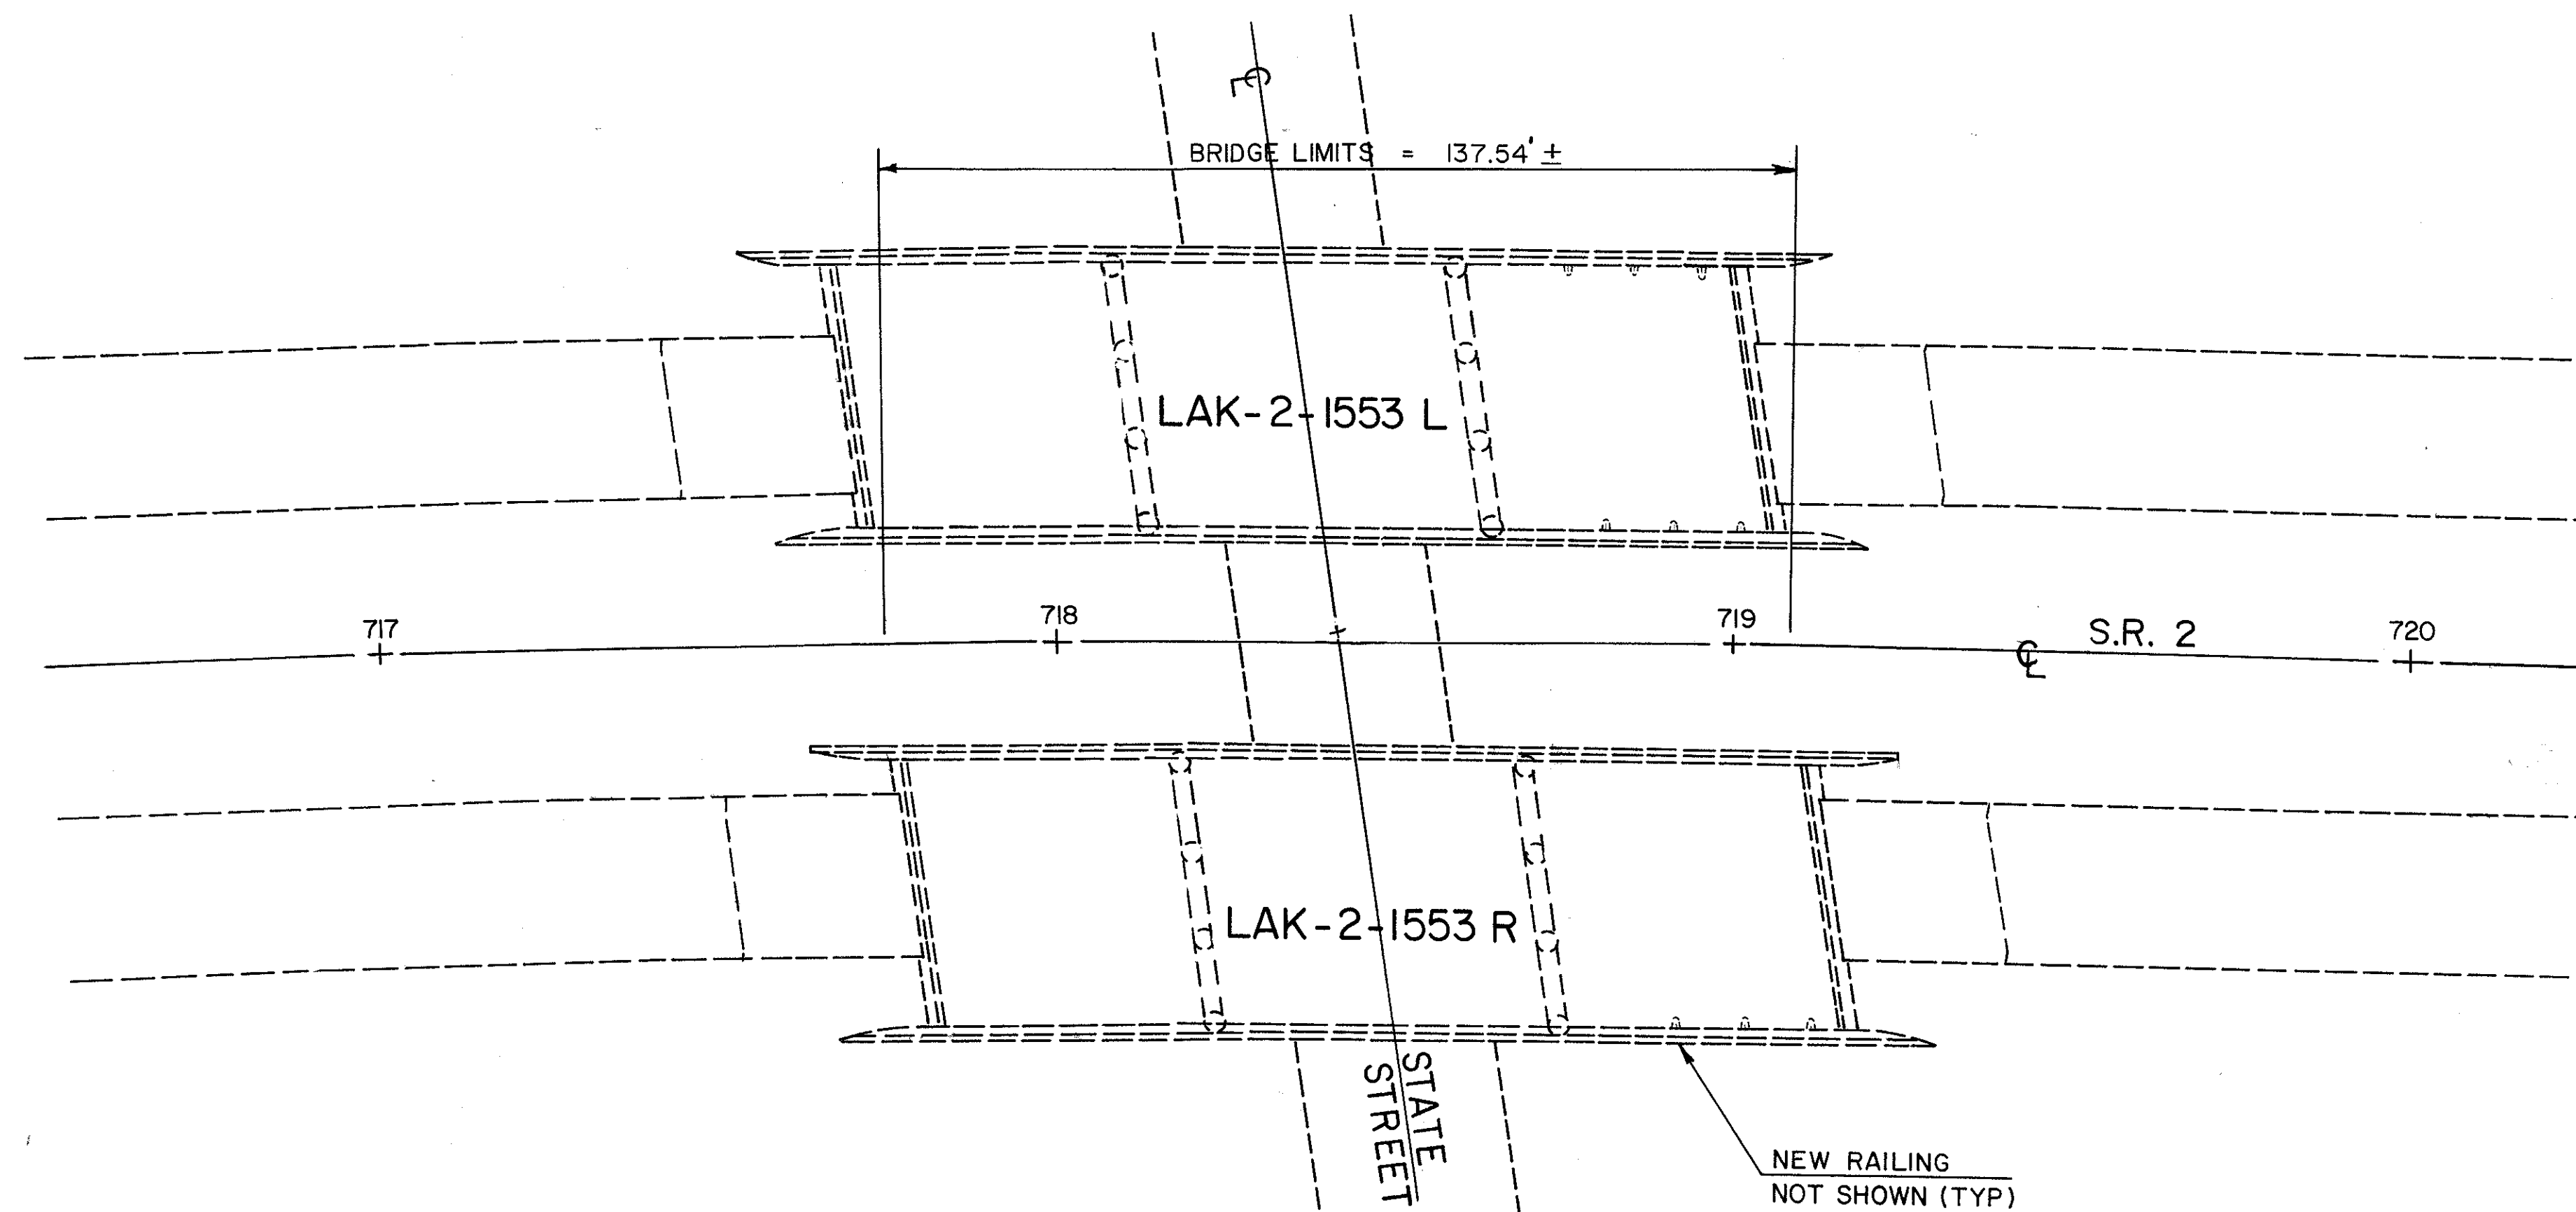 ℄
BRIDGE LIMITS = 137.54' ±
LAK-2-1553 L
717
718
719
℄
S.R. 2
720
LAK-2-1553 R
STATE
STREET
NEW RAILING
NOT SHOWN (TYP)